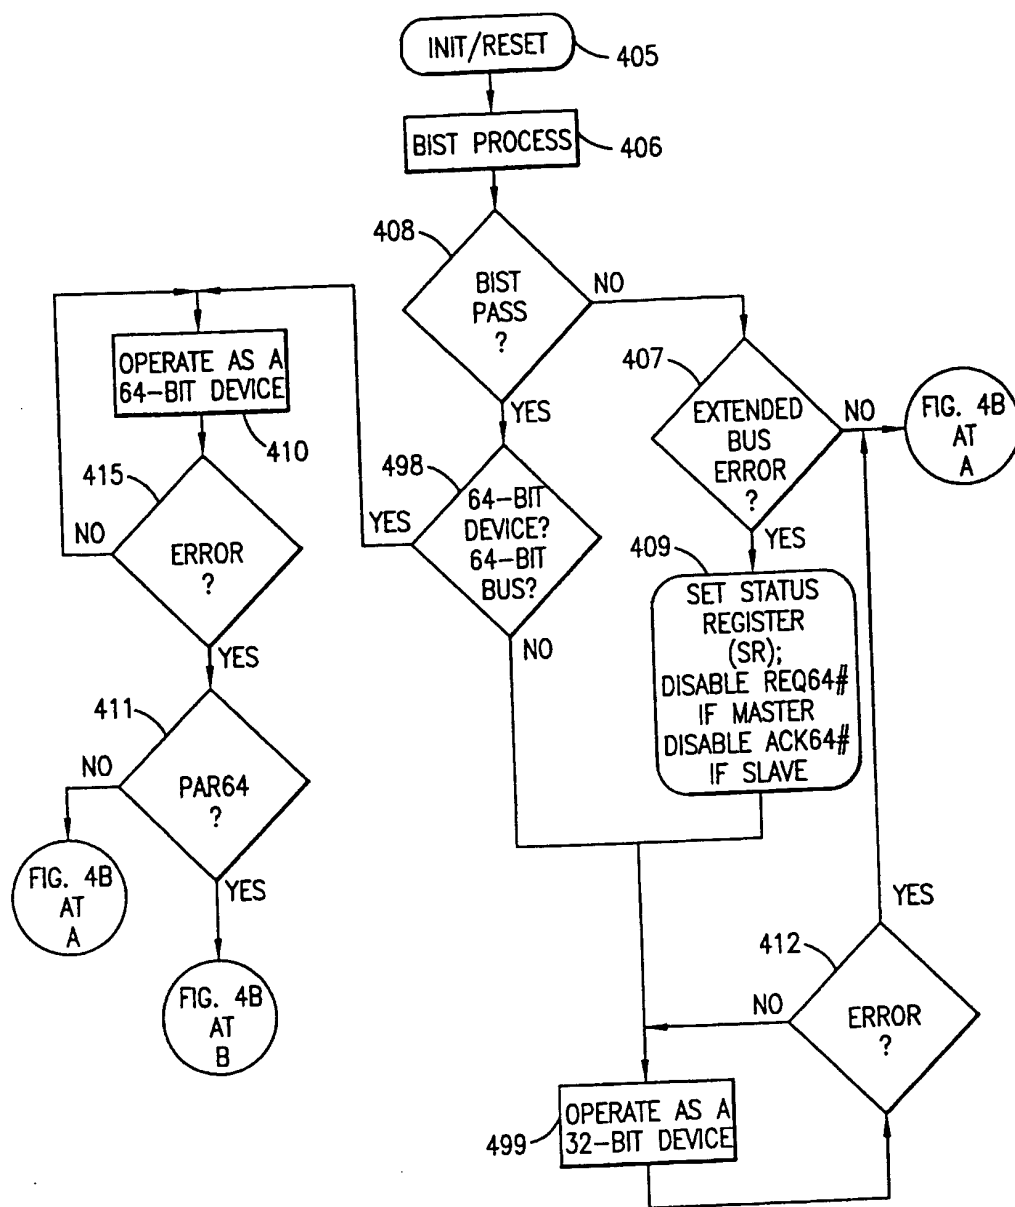 INIT/RESET
405
BIST PROCESS
406
408
BIST
PASS
?
NO
YES
407
EXTENDED
BUS
ERROR
?
NO
FIG. 4B
AT
A
YES
OPERATE AS A
64-BIT DEVICE
410
498
64-BIT
DEVICE?
64-BIT
BUS?
YES
NO
415
ERROR
?
NO
YES
409
SET STATUS
REGISTER
(SR);
DISABLE REQ64#
IF MASTER
DISABLE ACK64#
IF SLAVE
411
PAR64
?
NO
YES
FIG. 4B
AT
A
FIG. 4B
AT
B
YES
412
ERROR
?
NO
499
OPERATE AS A
32-BIT DEVICE